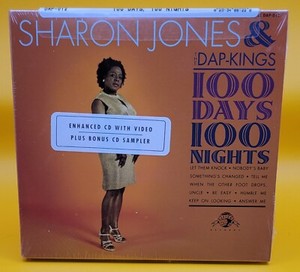 SHARON JONES &
THE DAP-KINGS
100
DAYS
100
NIGHTS
ENHANCED CD WITH VIDEO
PLUS BONUS CD SAMPLER
LET THEM KNOCK • NOBODY'S BABY
SOMETHING'S CHANGED • TELL ME
WHEN THE OTHER FOOT DROPS,
UNCLE • BE EASY • HUMBLE ME
KEEP ON LOOKING • ANSWER ME